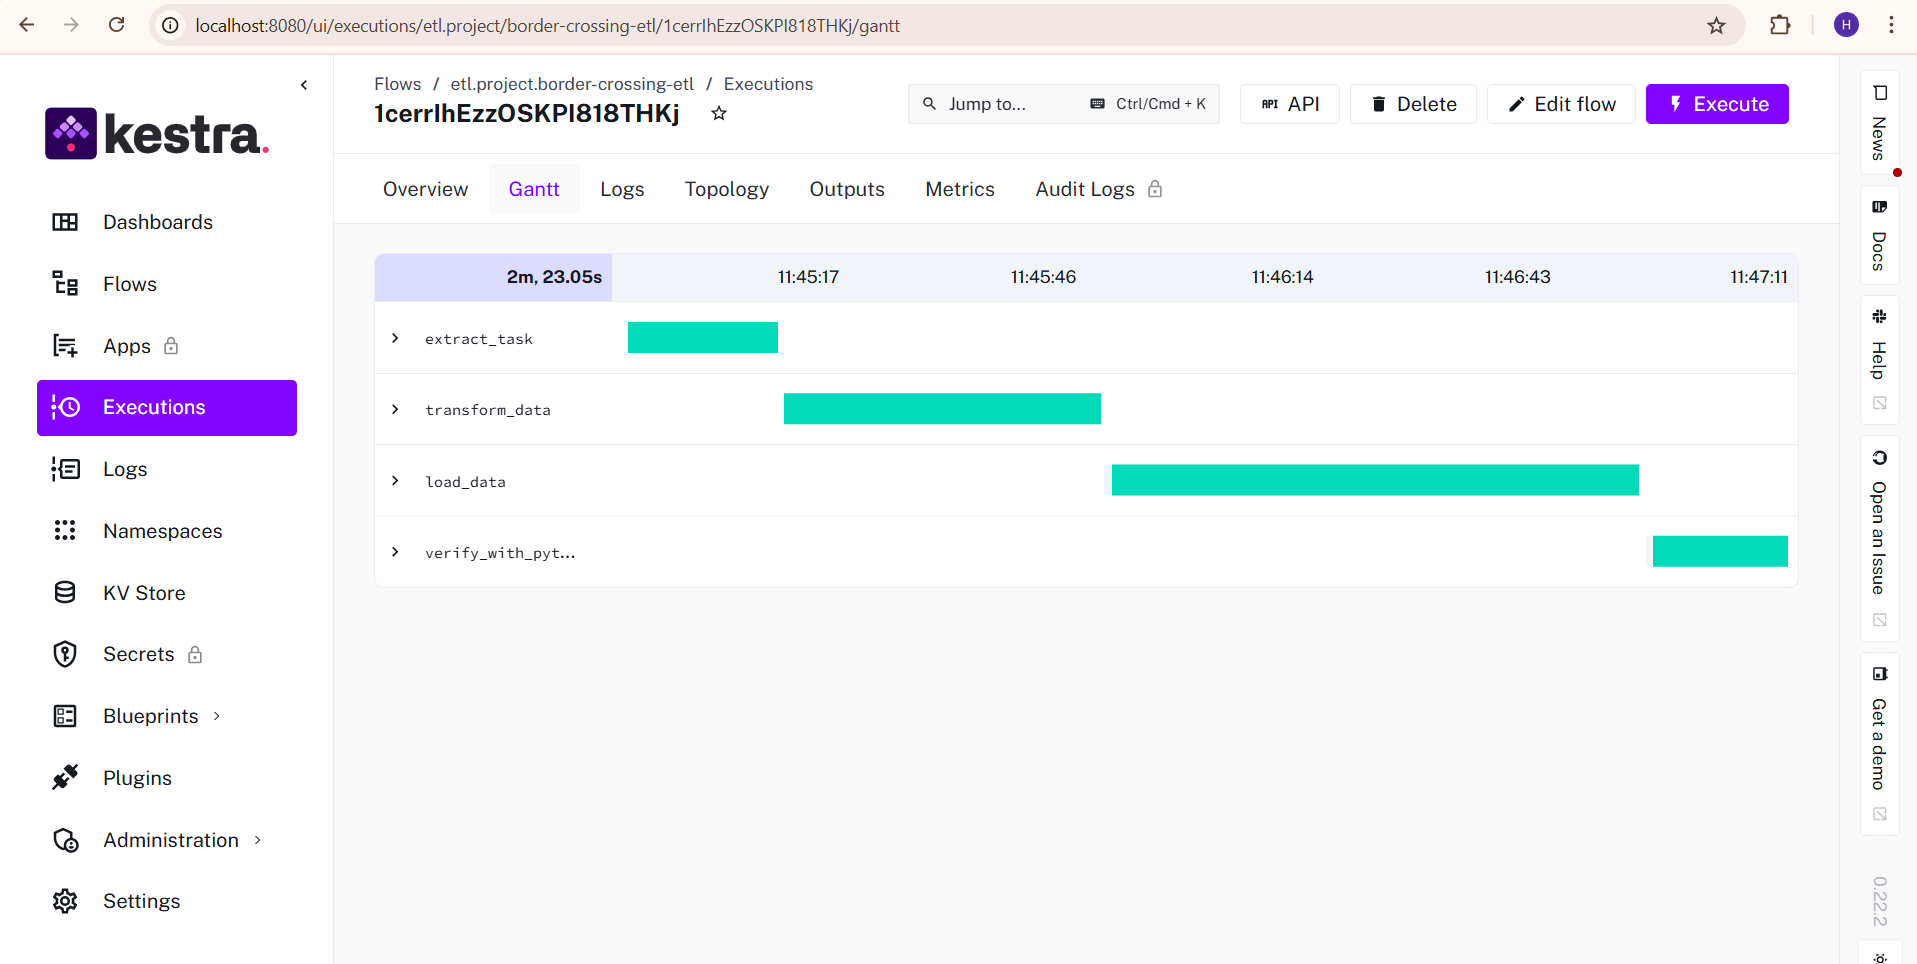 localhost:8080/ui/executions/etl.project/border-crossing-etl/1cerrIhEzzOSKPI818THKj/gantt
H
kestra.
Dashboards
Flows
Apps
Executions
Logs
Namespaces
KV Store
Secrets
Blueprints
Plugins
Administration
Settings
Flows / etl.project.border-crossing-etl / Executions
1cerrIhEzzOSKPI818THKj
Jump to... Ctrl/Cmd + K
API API
Delete
Edit flow
Execute
Overview
Gantt
Logs
Topology
Outputs
Metrics
Audit Logs
2m, 23.05s 11:45:17 11:45:46 11:46:14 11:46:43 11:47:11
extract_task
transform_data
load_data
verify_with_pyt...
News
Docs
Help
Open an Issue
Get a demo
0.22.2